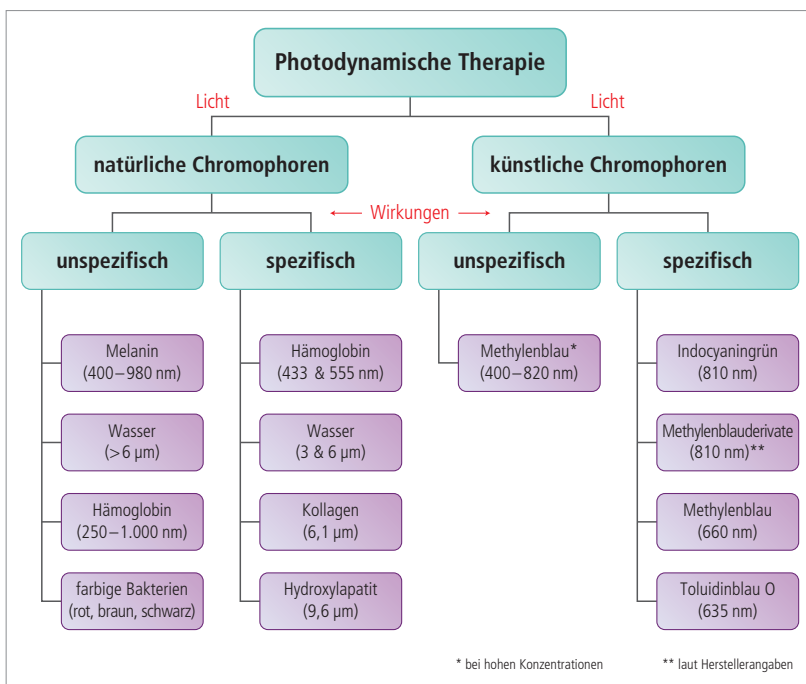 Photodynamische Therapie
Licht
Licht
natürliche Chromophoren
künstliche Chromophoren
← Wirkungen →
unspezifisch
spezifisch
unspezifisch
spezifisch
Melanin
(400–980 nm)
Wasser
(>6 µm)
Hämoglobin
(250–1.000 nm)
farbige Bakterien
(rot, braun, schwarz)
Hämoglobin
(433 & 555 nm)
Wasser
(3 & 6 µm)
Kollagen
(6,1 µm)
Hydroxylapatit
(9,6 µm)
Methylenblau*
(400–820 nm)
Indocyaningrün
(810 nm)
Methylenblauderivate
(810 nm)**
Methylenblau
(660 nm)
Toluidinblau O
(635 nm)
* bei hohen Konzentrationen
** laut Herstellerangaben